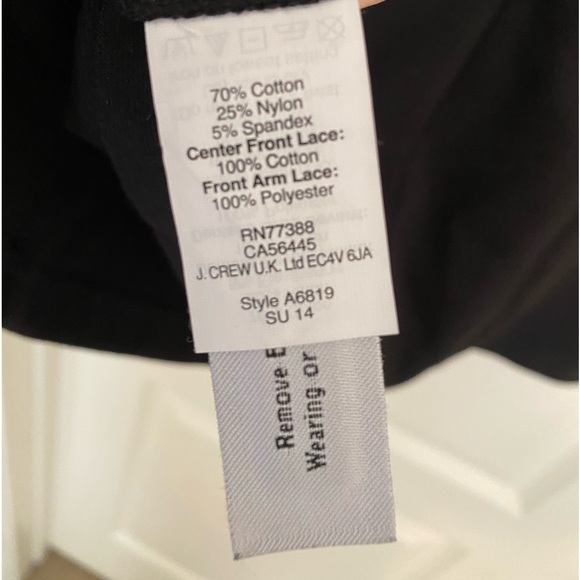 70% Cotton
25% Nylon
5% Spandex
Center Front Lace:
100% Cotton
Front Arm Lace:
100% Polyester
RN77388
CA56445
J. CREW U.K. Ltd EC4V 6JA
Style A6819
SU 14
Remove
Wearing or